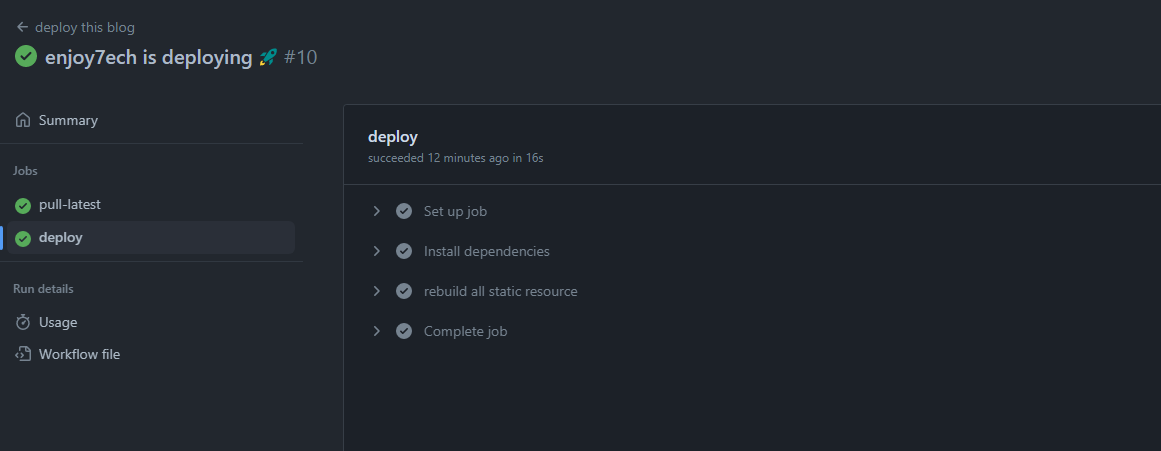 deploy this blog
enjoy7ech is deploying 🚀 #10
Summary
Jobs
pull-latest
deploy
Run details
Usage
Workflow file
deploy
succeeded 12 minutes ago in 16s
Set up job
Install dependencies
rebuild all static resource
Complete job